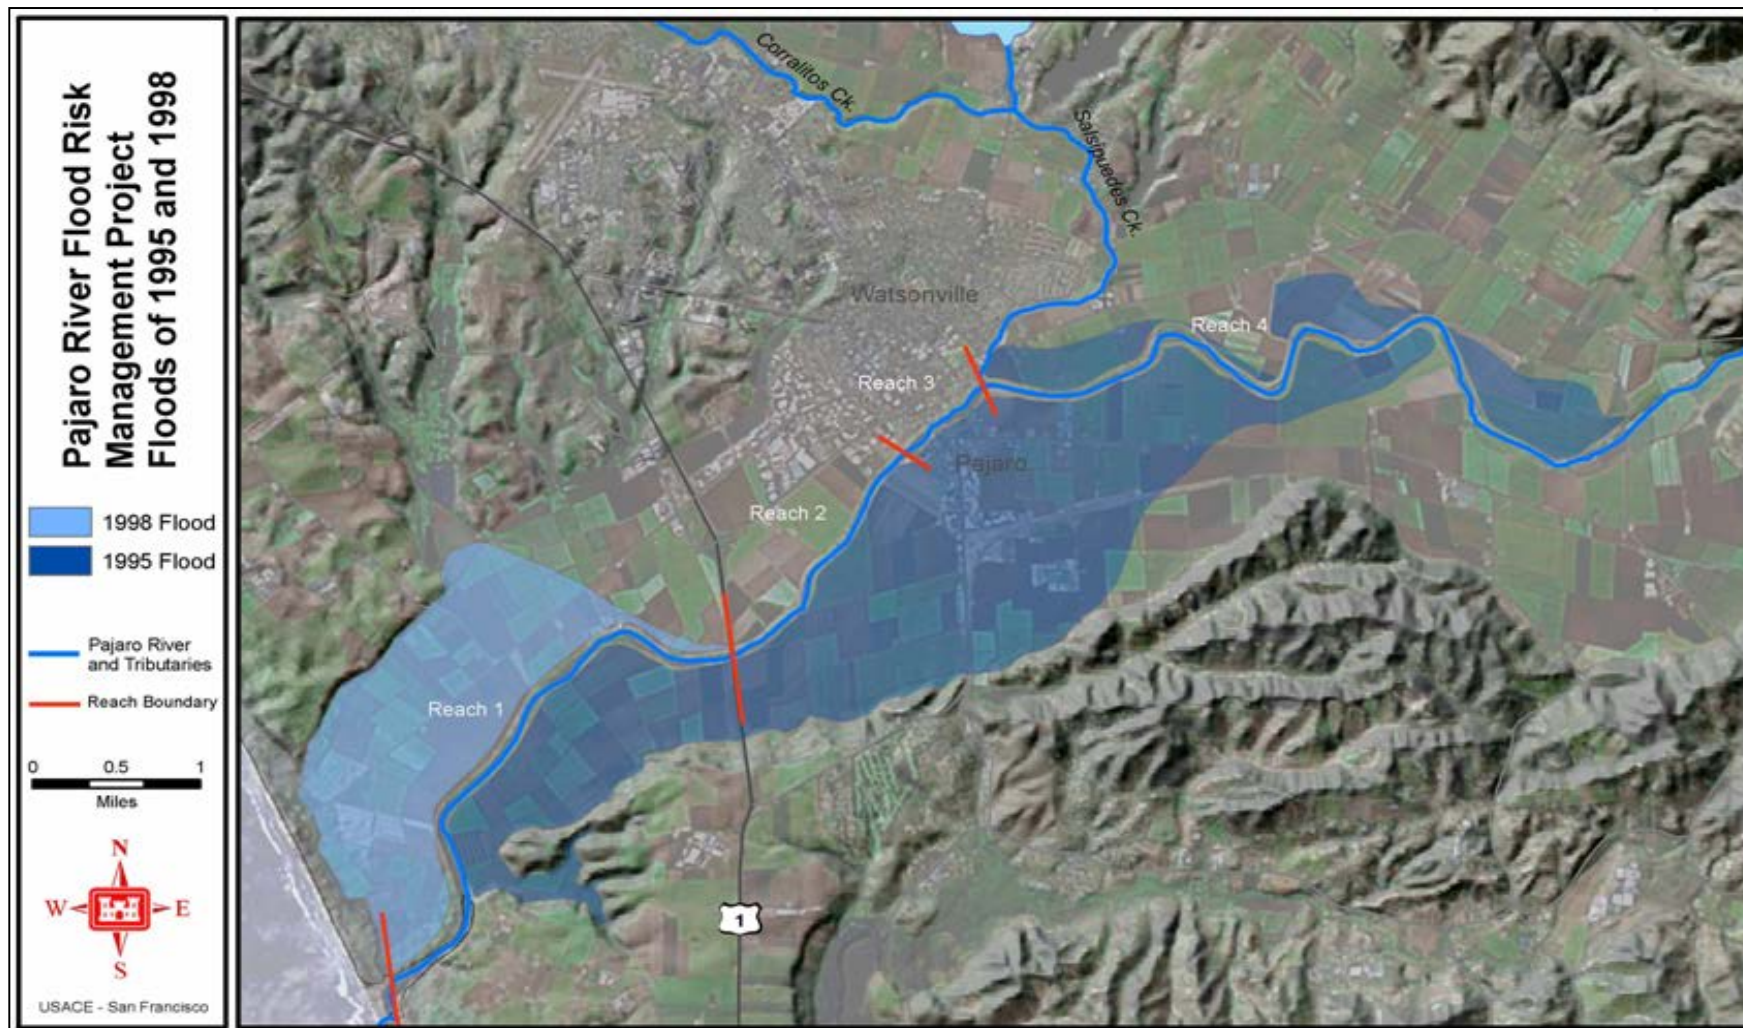 Pajaro River Flood Risk
Management Project
Floods of 1995 and 1998
1998 Flood
1995 Flood
Pajaro River
and Tributaries
Reach Boundary
0 0.5 1
Miles
N
W E
S
USACE - San Francisco
Corralitos Ck.
Salsipuedes Ck.
Watsonville
Reach 4
Reach 3
Pajaro
Reach 2
Reach 1
1